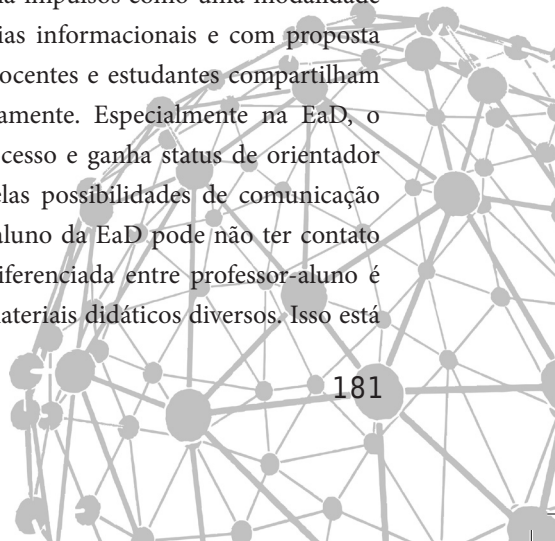 impulsos como uma modalidade
ias informacionais e com proposta
ocentes e estudantes compartilham
amente. Especialmente na EaD, o
cesso e ganha status de orientador
elas possibilidades de comunicação
aluno da EaD pode não ter contato
iferenciada entre professor-aluno é
ateriais didáticos diversos. Isso está
181